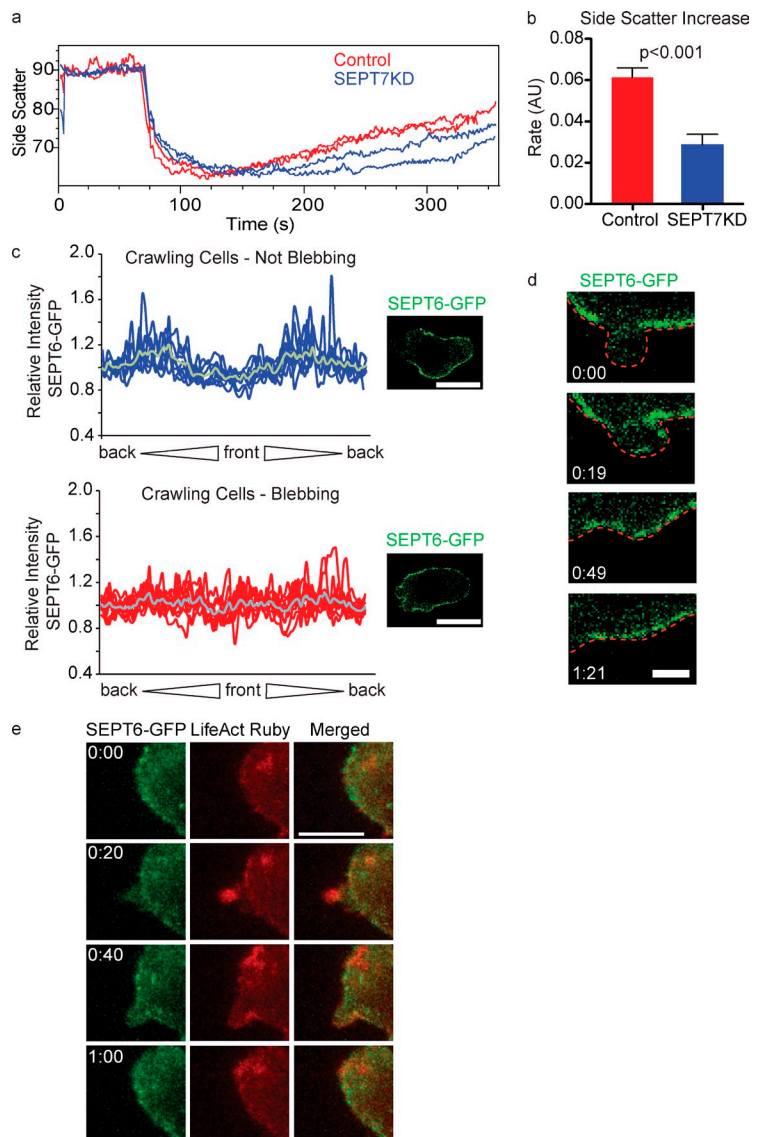 a
Side Scatter
90
80
70
Control
SEPT7KD
0
100
200
300
Time (s)
b
Side Scatter Increase
p<0.001
Rate (AU)
0.08
0.06
0.04
0.02
0.00
Control
SEPT7KD
c
Crawling Cells - Not Blebbing
Relative Intensity
SEPT6-GFP
2.0
1.6
1.2
0.8
0.4
back
front
back
SEPT6-GFP
Crawling Cells - Blebbing
Relative Intensity
SEPT6-GFP
2.0
1.6
1.2
0.8
0.4
back
front
back
SEPT6-GFP
d
SEPT6-GFP
0:00
0:19
0:49
1:21
e
SEPT6-GFP LifeAct Ruby Merged
0:00
0:20
0:40
1:00